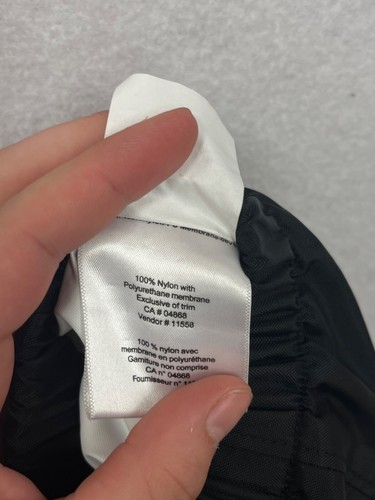 100% Nylon with
Polyurethane membrane
Exclusive of trim
CA # 04868
Vendor # 11558
100 % nylon avec
membrane en polyuréthane
Garniture non comprise
CA n° 04868
Fournisseur n°